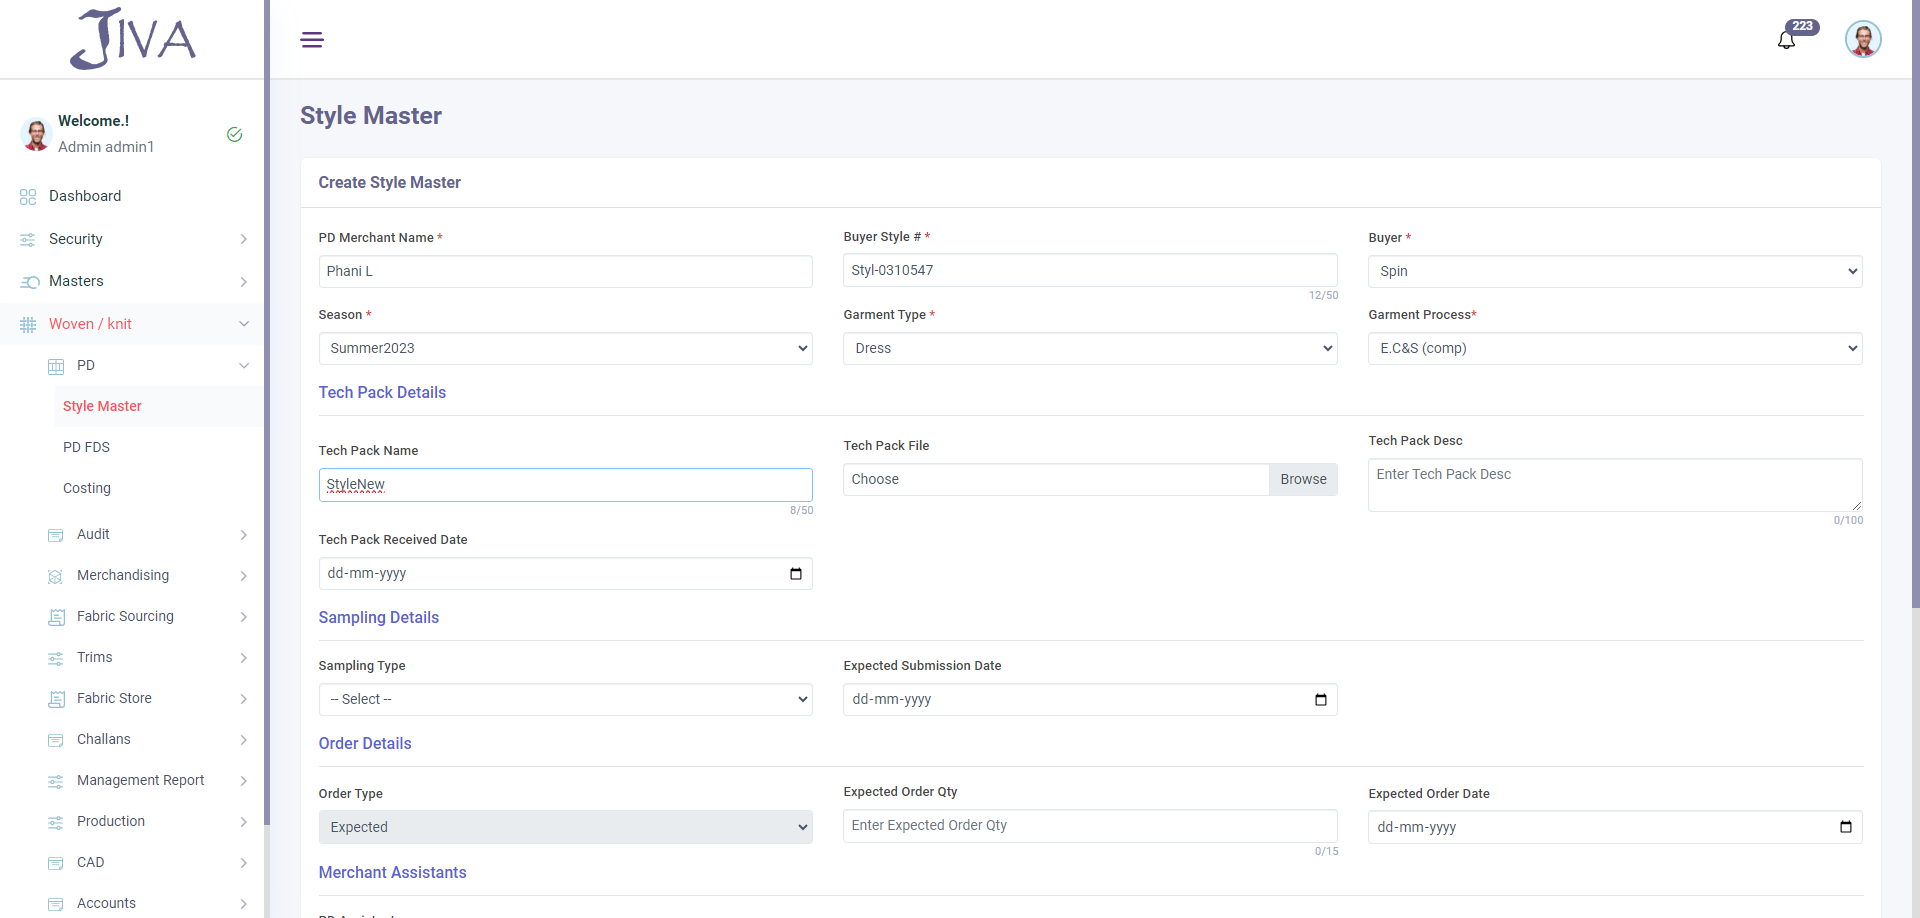 JIVA
223
Welcome.!
Admin admin1
Dashboard
Security
Masters
Woven / knit
PD
Style Master
PD FDS
Costing
Audit
Merchandising
Fabric Sourcing
Trims
Fabric Store
Challans
Management Report
Production
CAD
Accounts
Style Master
Create Style Master
PD Merchant Name *
Buyer Style # *
Buyer *
Phani L
Styl-0310547
Spin
12/50
Season *
Garment Type *
Garment Process*
Summer2023
Dress
E.C&S (comp)
Tech Pack Details
Tech Pack Name
Tech Pack File
Tech Pack Desc
StyleNew
Choose
Browse
Enter Tech Pack Desc
8/50
0/100
Tech Pack Received Date
dd-mm-yyyy
Sampling Details
Sampling Type
Expected Submission Date
-- Select --
dd-mm-yyyy
Order Details
Order Type
Expected Order Qty
Expected Order Date
Expected
Enter Expected Order Qty
dd-mm-yyyy
0/15
Merchant Assistants